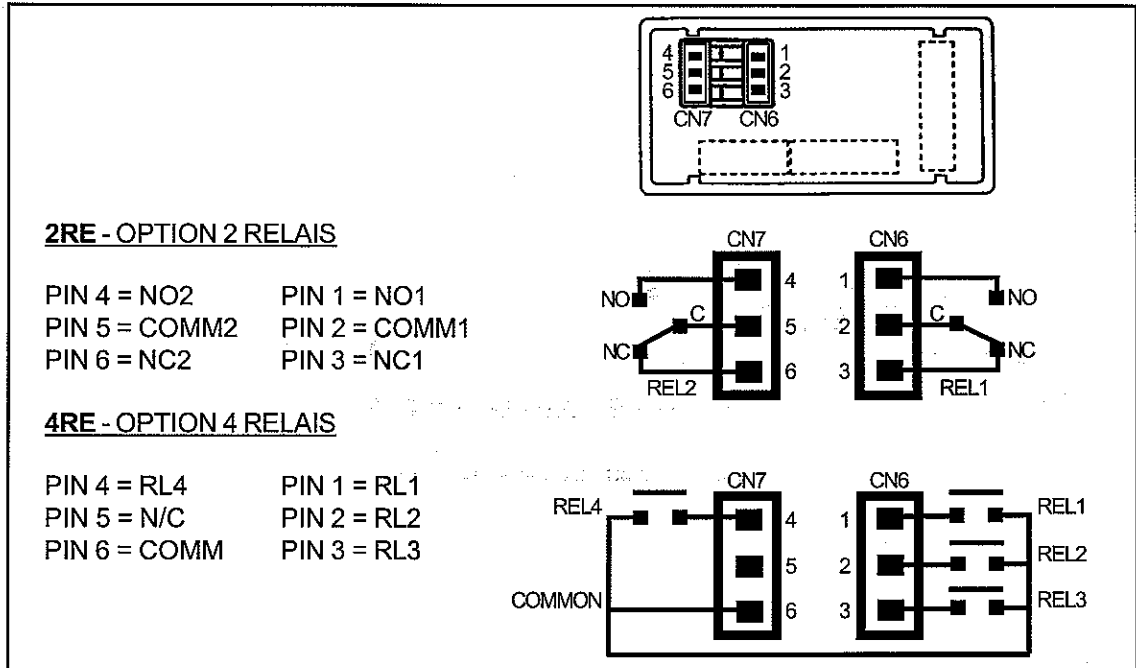 4 1
5 2
6 3
CN7 CN6
2RE - OPTION 2 RELAIS
PIN 4 = NO2 PIN 1 = NO1
PIN 5 = COMM2 PIN 2 = COMM1
PIN 6 = NC2 PIN 3 = NC1
CN7 CN6
NO 4 1 NO
C 5 2 C
NC NC
6 3
REL2 REL1
4RE - OPTION 4 RELAIS
PIN 4 = RL4 PIN 1 = RL1
PIN 5 = N/C PIN 2 = RL2
PIN 6 = COMM PIN 3 = RL3
CN7 CN6
REL4 4 1 REL1
5 2 REL2
COMMON 6 3 REL3